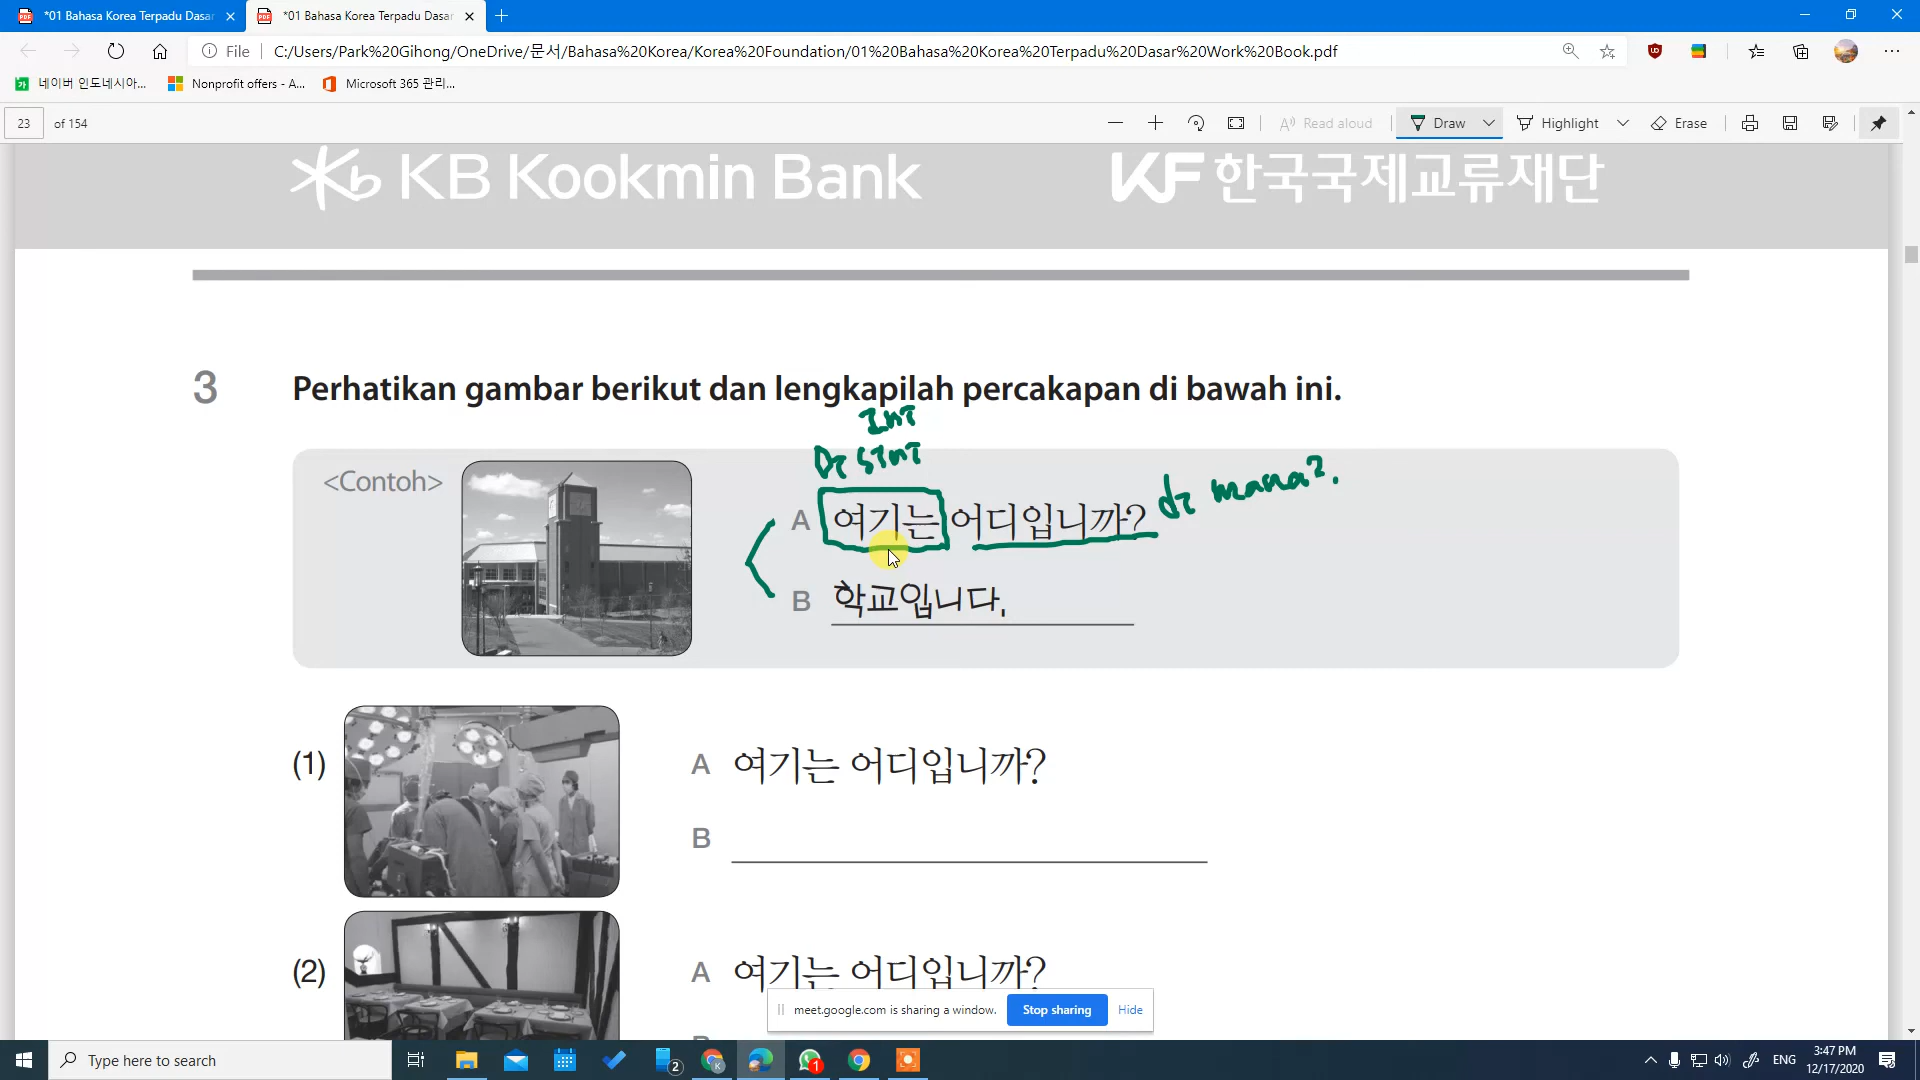 *01 Bahasa Korea Terpadu Dasar
*01 Bahasa Korea Terpadu Dasar
File
C:/Users/Park%20Gihong/OneDrive/문서/Bahasa%20Korea/Korea%20Foundation/01%20Bahasa%20Korea%20Terpadu%20Dasar%20Work%20Book.pdf
네이버 인도네시아...
Nonprofit offers - A...
Microsoft 365 관리...
23 of 154
Read aloud
Draw
Highlight
Erase
KB Kookmin Bank
KF 한국국제교류재단
3 Perhatikan gambar berikut dan lengkapilah percakapan di bawah ini.
InI
Di SInI
<Contoh>
di mana?.
A 여기는 어디입니까?
B 학교입니다.
(1)
A 여기는 어디입니까?
B
(2)
A 여기는 어디입니까?
meet.google.com is sharing a window.
Stop sharing
Hide
Type here to search
2
1
ENG
3:47 PM
12/17/2020